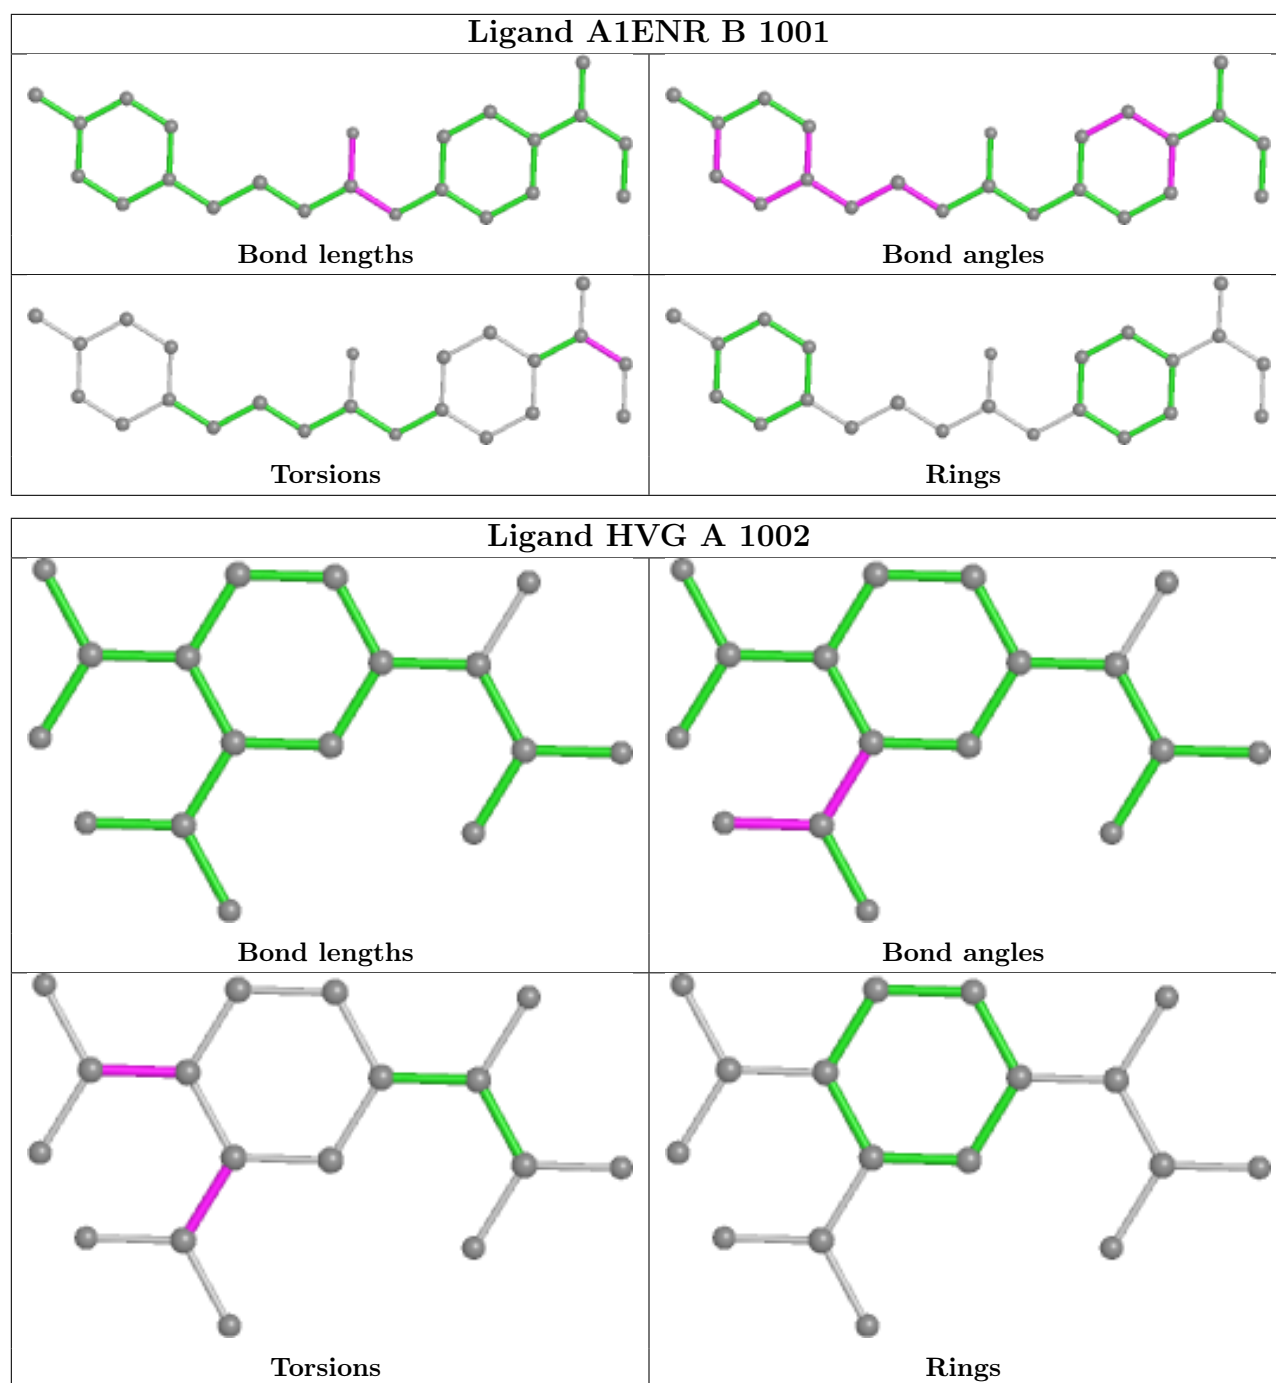 Ligand A1ENR B 1001
Bond lengths
Bond angles
Torsions
Rings
Ligand HVG A 1002
Bond lengths
Bond angles
Torsions
Rings